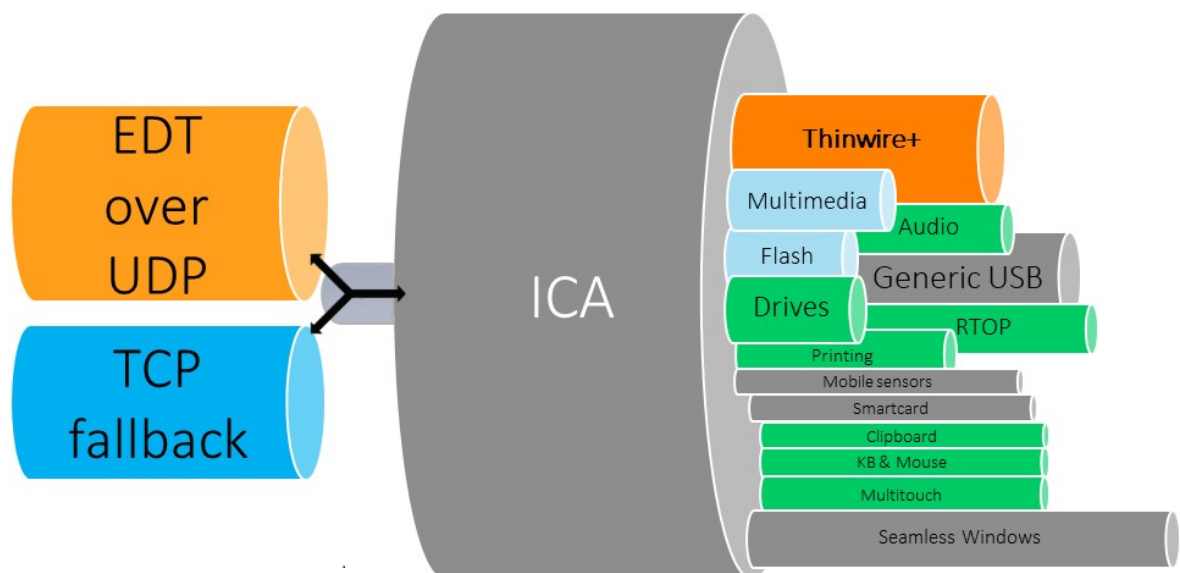 EDT
over
UDP
TCP
fallback
ICA
Thinwire+
Multimedia
Audio
Flash
Generic USB
Drives
RTOP
Printing
Mobile sensors
Smartcard
Clipboard
KB & Mouse
Multitouch
Seamless Windows